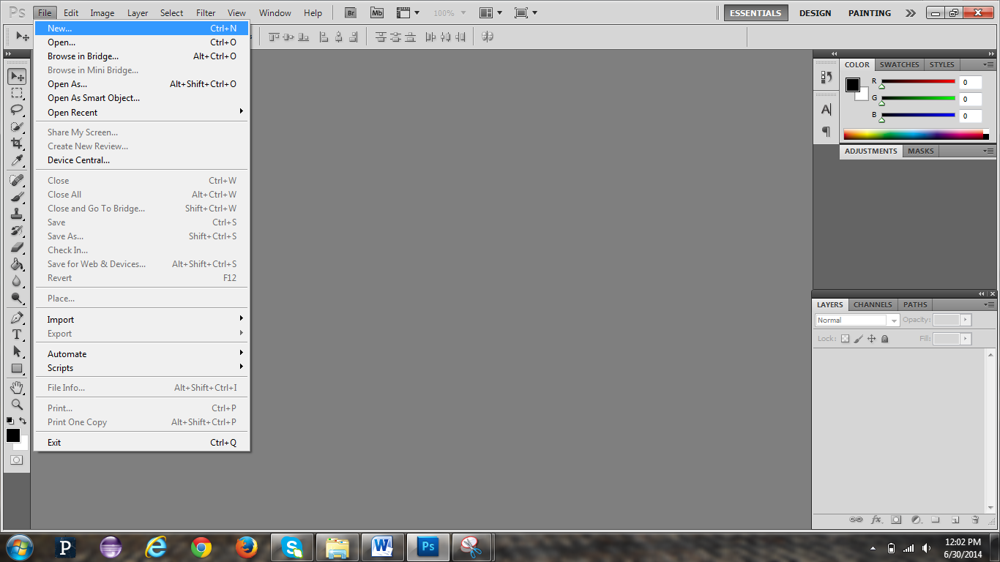 Ps File Edit Image Layer Select Filter View Window Help Br Mb 100% ESSENTIALS DESIGN PAINTING
New... Ctrl+N
Open... Ctrl+O
Browse in Bridge... Alt+Ctrl+O
Browse in Mini Bridge...
Open As... Alt+Shift+Ctrl+O
Open As Smart Object...
Open Recent
Share My Screen...
Create New Review...
Device Central...
Close Ctrl+W
Close All Alt+Ctrl+W
Close and Go To Bridge... Shift+Ctrl+W
Save Ctrl+S
Save As... Shift+Ctrl+S
Check In...
Save for Web & Devices... Alt+Shift+Ctrl+S
Revert F12
Place...
Import
Export
Automate
Scripts
File Info... Alt+Shift+Ctrl+I
Print... Ctrl+P
Print One Copy Alt+Shift+Ctrl+P
Exit Ctrl+Q
COLOR SWATCHES STYLES
R 0
G 0
B 0
ADJUSTMENTS MASKS
LAYERS CHANNELS PATHS
Normal Opacity:
Lock: Fill:
12:02 PM
6/30/2014